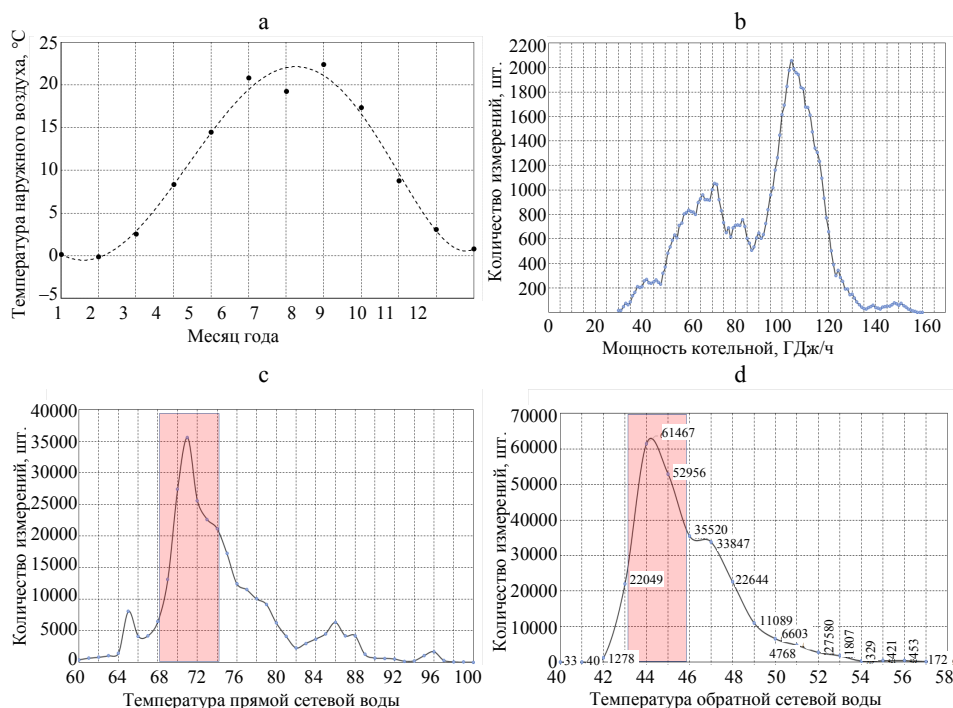 a
Температура наружного воздуха, °C
25
20
15
10
5
0
–5
1 2 3 4 5 6 7 8 9 10 11 12
Месяц года
b
Количество измерений, шт.
2200
2000
1800
1600
1400
1200
1000
800
600
400
200
0 20 40 60 80 100 120 140 160
Мощность котельной, ГДж/ч
c
Количество измерений, шт.
40000
35000
30000
25000
20000
15000
10000
5000
0
60 64 68 72 76 80 84 88 92 96 100
Температура прямой сетевой воды
d
Количество измерений, шт.
70000
60000
50000
40000
30000
20000
10000
0
61467
52956
35520
33847
22049
22644
11089
6603
4768
27580
1807
329
421
453
33 40 1278
172
40 42 44 46 48 50 52 54 56 58
Температура обратной сетевой воды